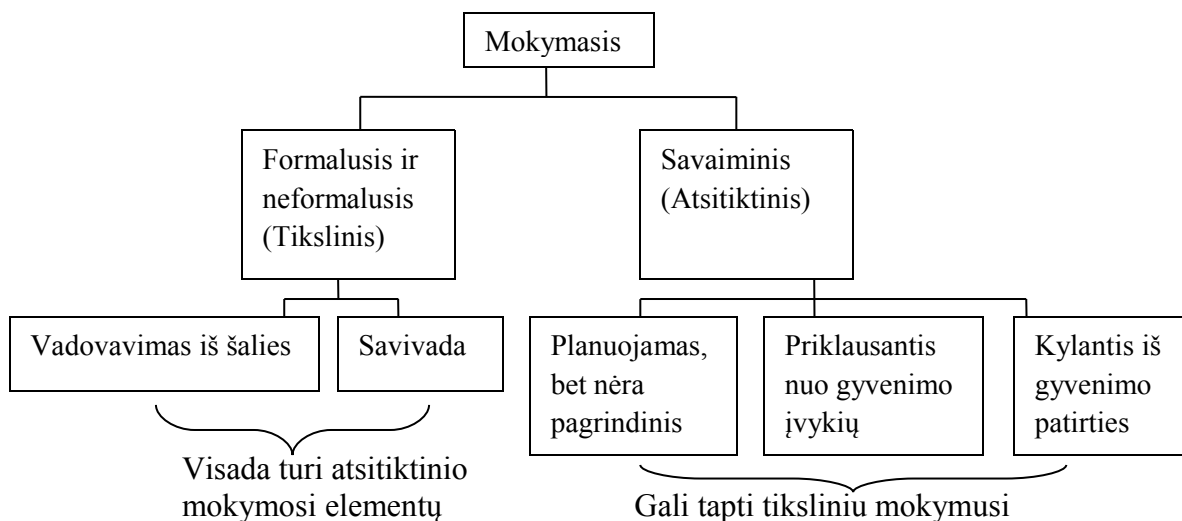 Mokymasis
Formalusis ir
neformalusis
(Tikslinis)
Savaiminis
(Atsitiktinis)
Vadovavimas iš šalies
Savivada
Planuojamas,
bet nėra
pagrindinis
Priklausantis
nuo gyvenimo
įvykių
Kylantis iš
gyvenimo
patirties
Visada turi atsitiktinio
mokymosi elementų
Gali tapti tiksliniu mokymusi